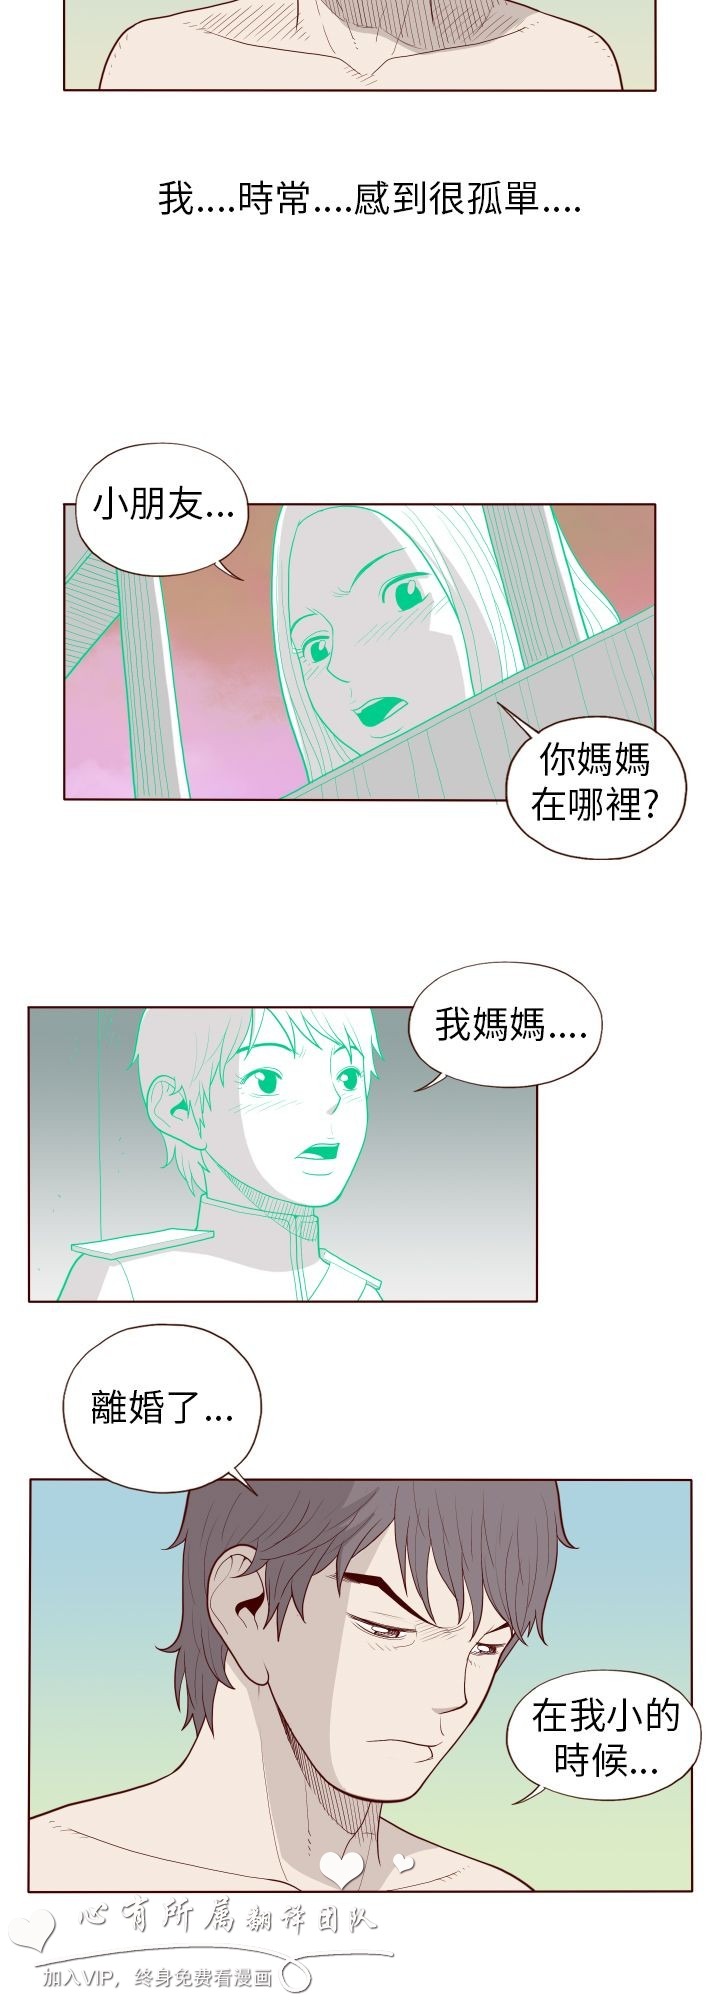 我....時常....感到很孤單....
小朋友...
你媽媽
在哪裡?
我媽媽....
離婚了...
在我小的
時候...
心有所属翻译团队
加入VIP，终身免费看漫画